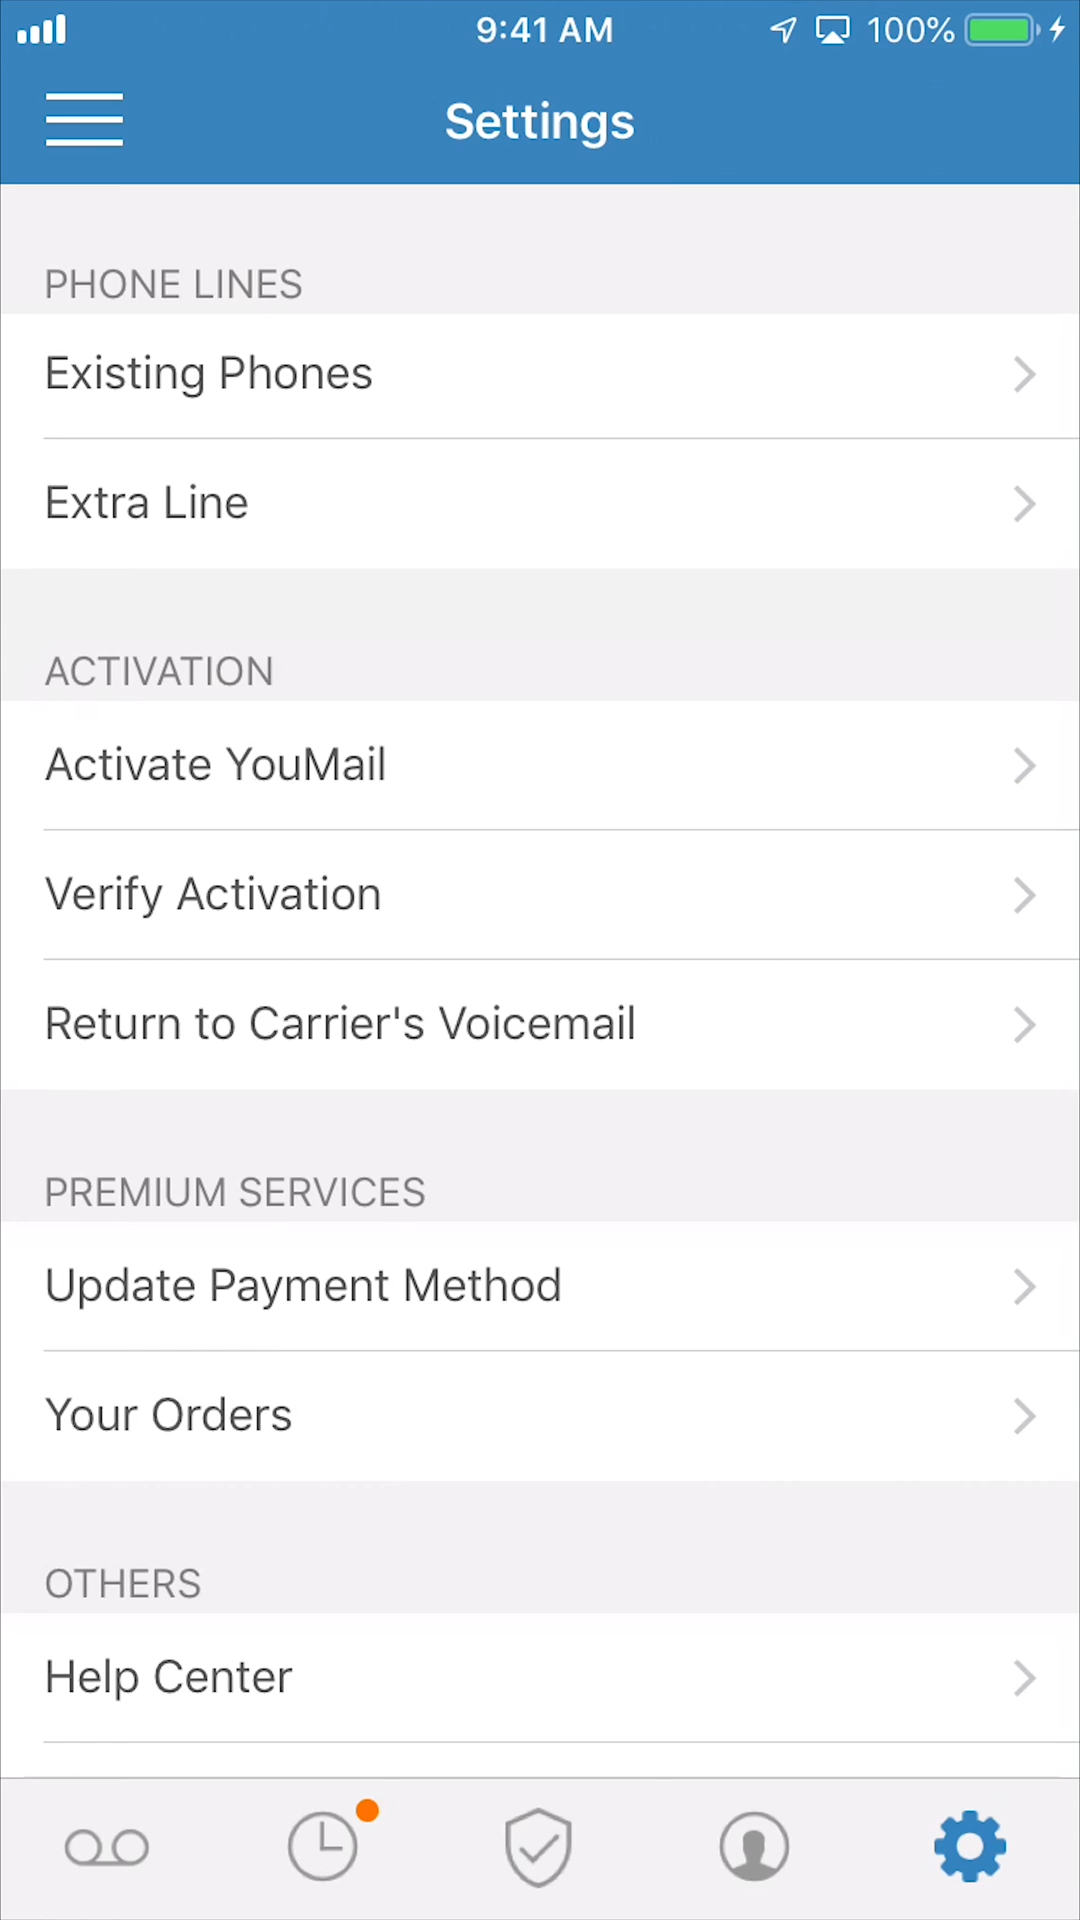 9:41 AM
100%
Settings
PHONE LINES
Existing Phones
Extra Line
ACTIVATION
Activate YouMail
Verify Activation
Return to Carrier's Voicemail
PREMIUM SERVICES
Update Payment Method
Your Orders
OTHERS
Help Center